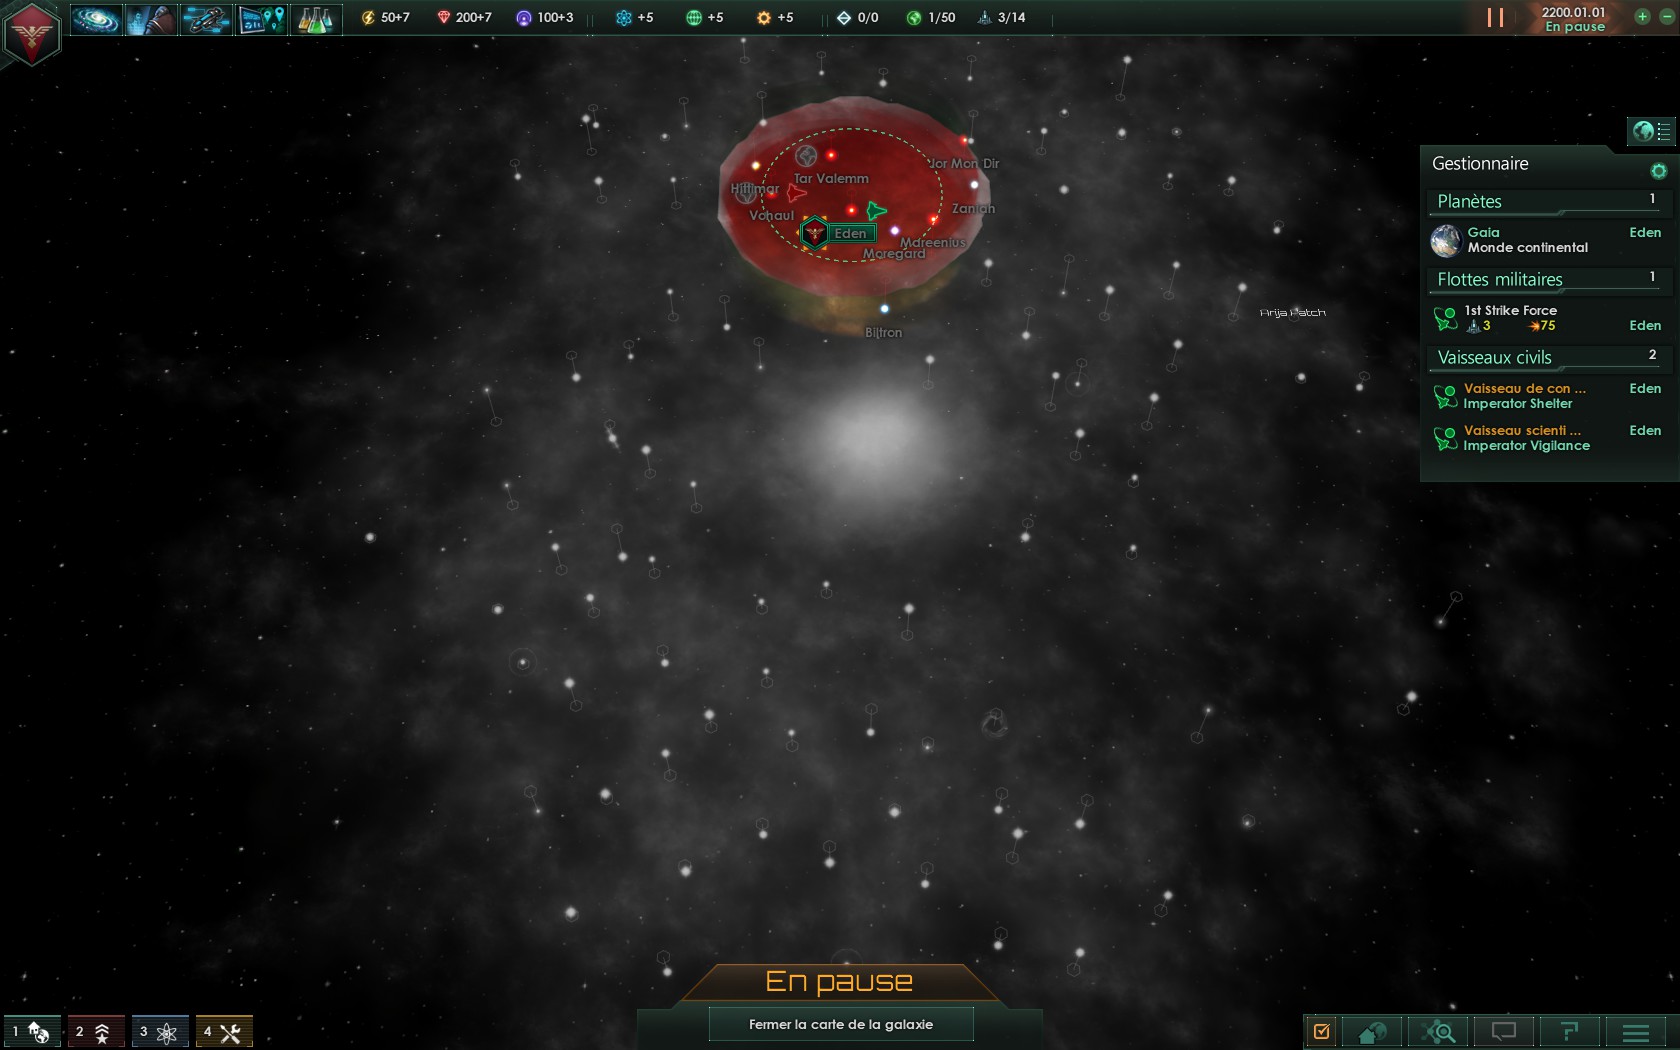 50+7 200+7 100+3 +5 +5 +5 0/0 1/50 3/14
2200.01.01
En pause
Gestionnaire
Planètes 1
Gaia Eden
Monde continental
Flottes militaires 1
1st Strike Force
3 75 Eden
Vaisseaux civils 2
Vaisseau de con ... Eden
Imperator Shelter
Vaisseau scienti ... Eden
Imperator Vigilance
Jor Mon Dir
Tar Valemm
Hittimar
Vohaul
Zaniah
Eden
Mareenius
Moregard
Biltron
En pause
Fermer la carte de la galaxie
1 2 3 4